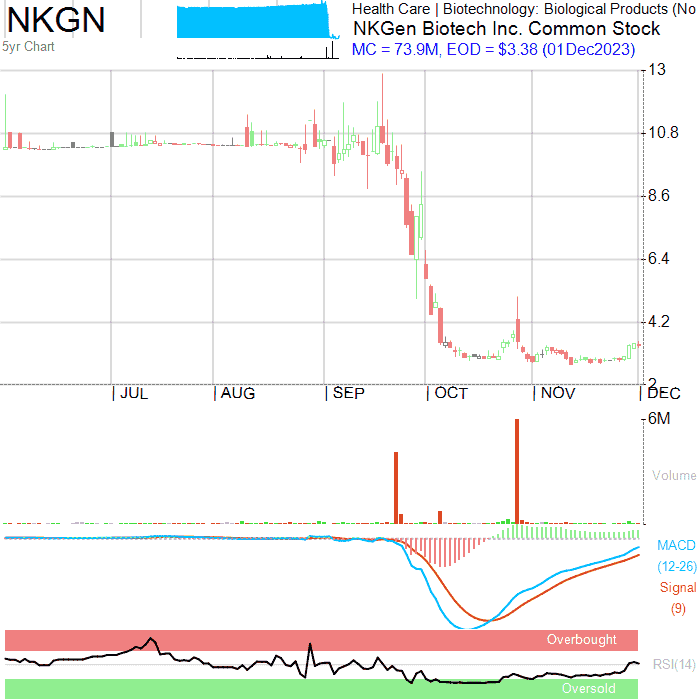 NKGN
5yr Chart
Health Care | Biotechnology: Biological Products (No
NKGen Biotech Inc. Common Stock
MC = 73.9M, EOD = $3.38 (01Dec2023)
13
10.8
8.6
6.4
4.2
2
| JUL | AUG | SEP | OCT | NOV | DEC
6M
Volume
MACD
(12-26)
Signal
(9)
Overbought
RSI(14)
Oversold